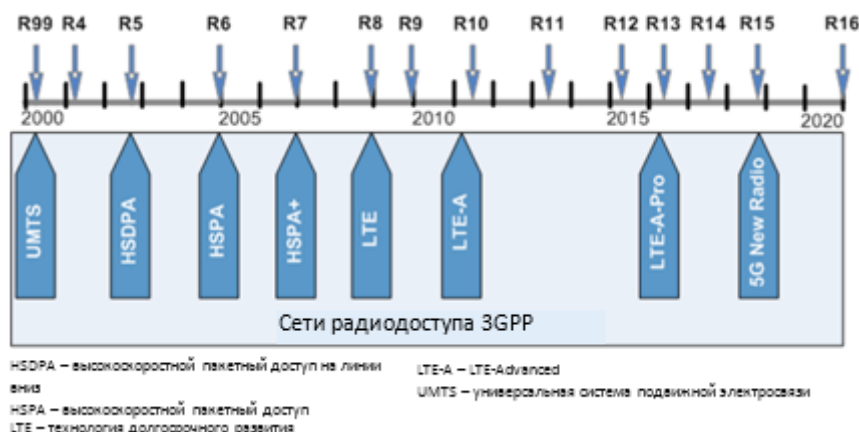 R99 R4 R5 R6 R7 R8 R9 R10 R11 R12 R13 R14 R15 R16
2000 2005 2010 2015 2020
UMTS
HSDPA
HSPA
HSPA+
LTE
LTE-A
LTE-A-Pro
5G New Radio
Сети радиодоступа 3GPP
HSDPA – высокоскоростной пакетный доступ на линии
вниз
HSPA – высокоскоростной пакетный доступ
LTE – технология долгосрочного развития
LTE-A – LTE-Advanced
UMTS – универсальная система подвижной электросвязи